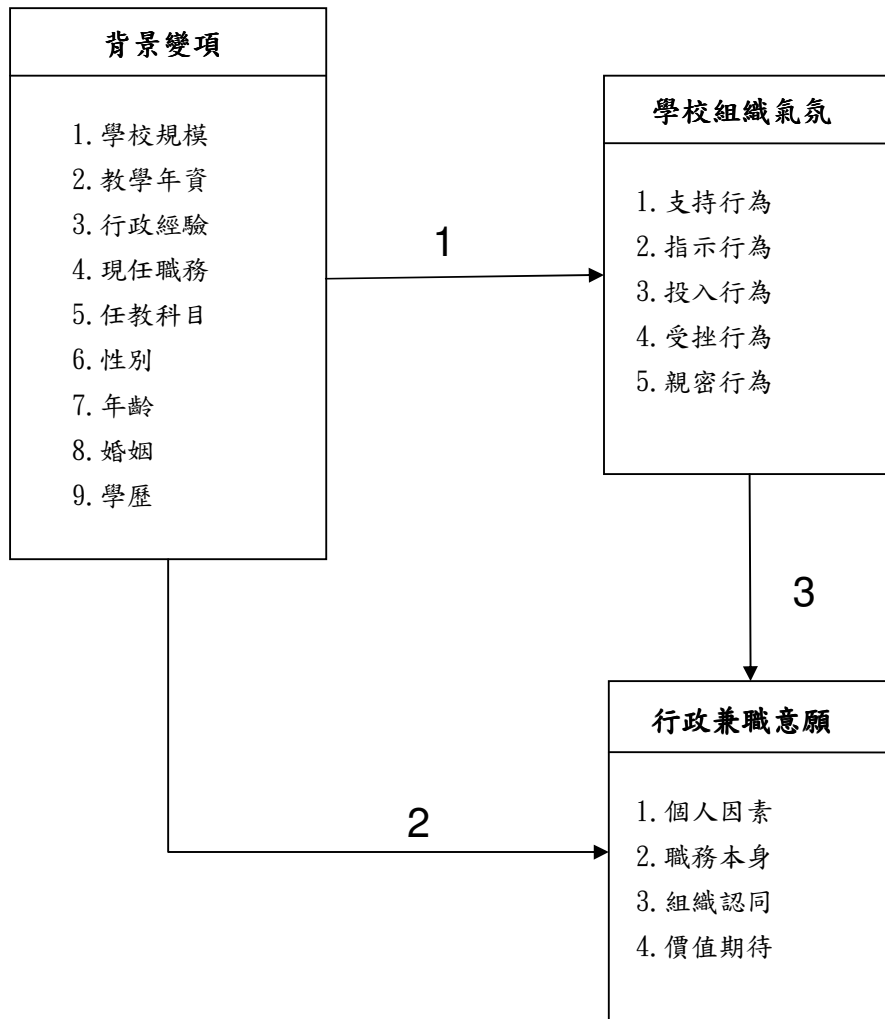 背景變項
1.學校規模
2.教學年資
3.行政經驗
4.現任職務
5.任教科目
6.性別
7.年齡
8.婚姻
9.學歷
1
學校組織氣氛
1.支持行為
2.指示行為
3.投入行為
4.受挫行為
5.親密行為
3
2
行政兼職意願
1.個人因素
2.職務本身
3.組織認同
4.價值期待